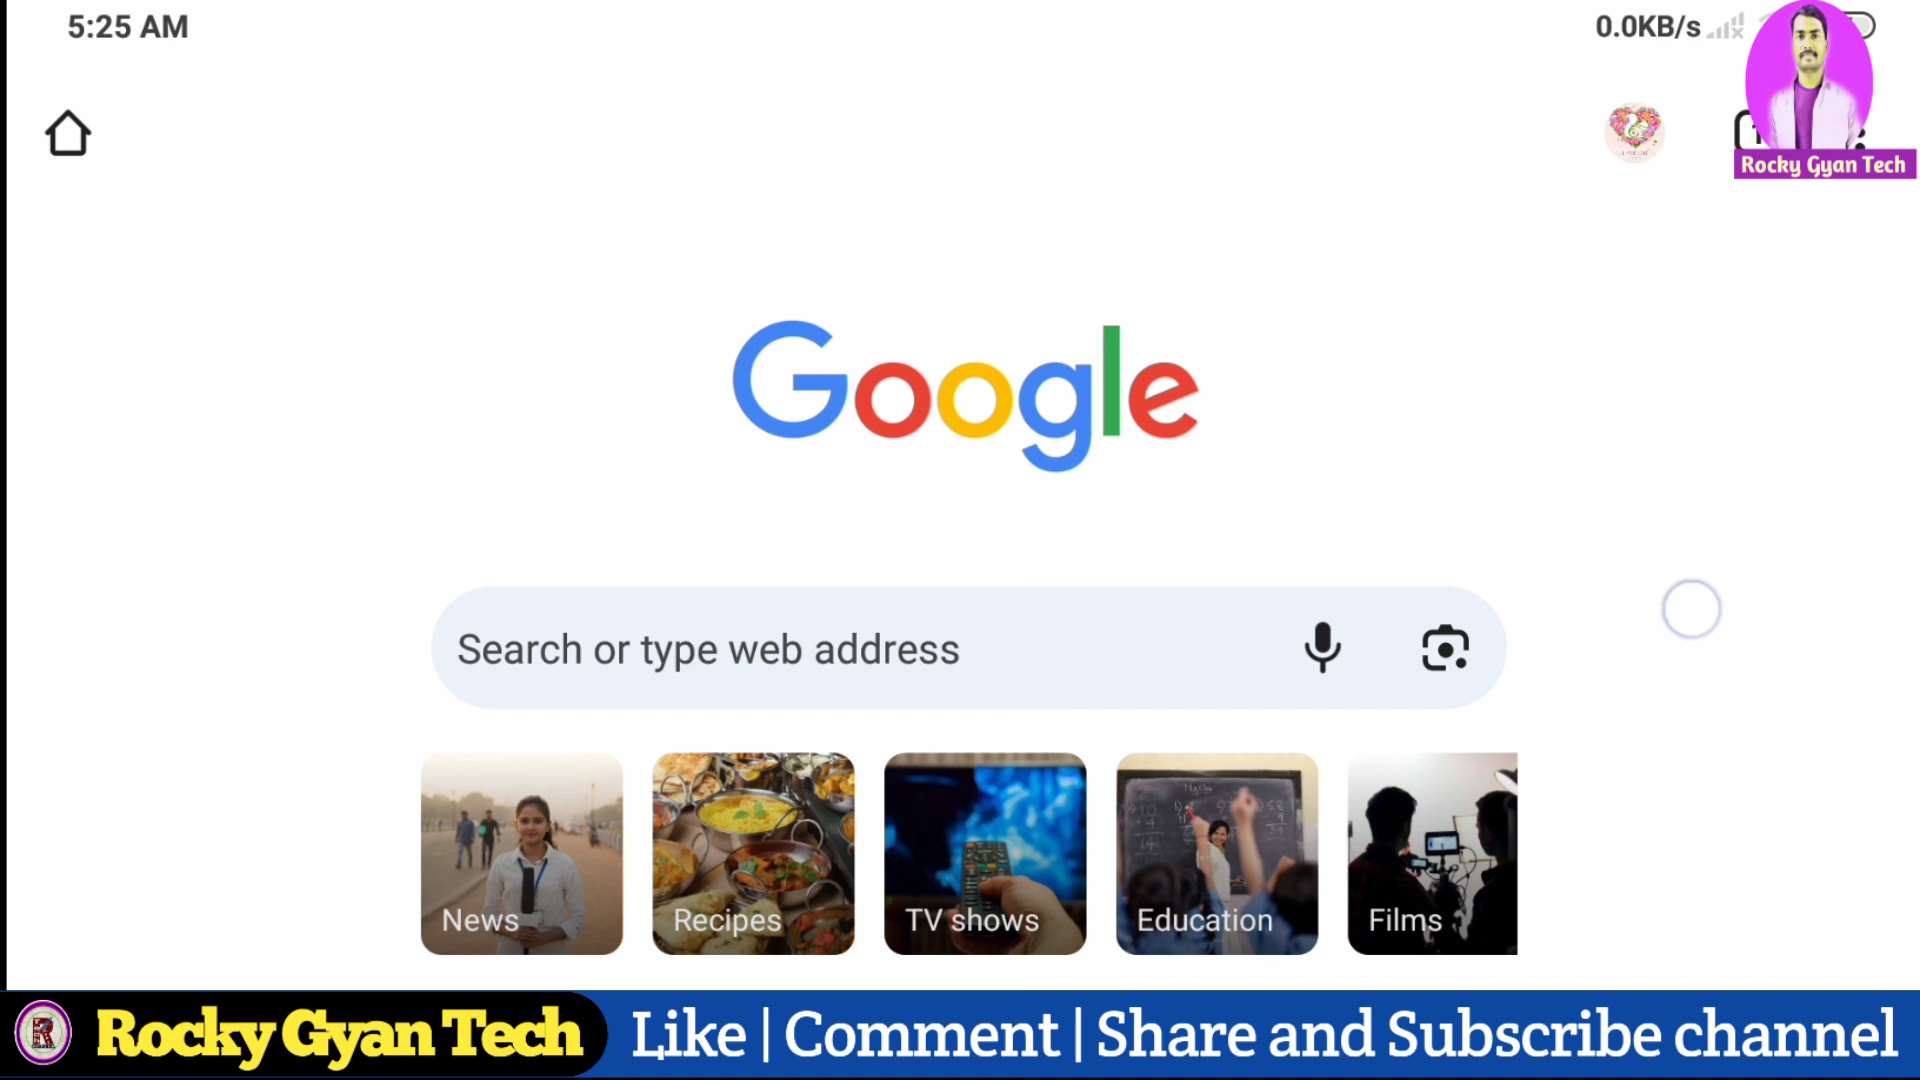 5:25 AM
0.0KB/s
Rocky Gyan Tech
Google
Search or type web address
News
Recipes
TV shows
Education
Films
Rocky Gyan Tech
Like | Comment | Share and Subscribe channel